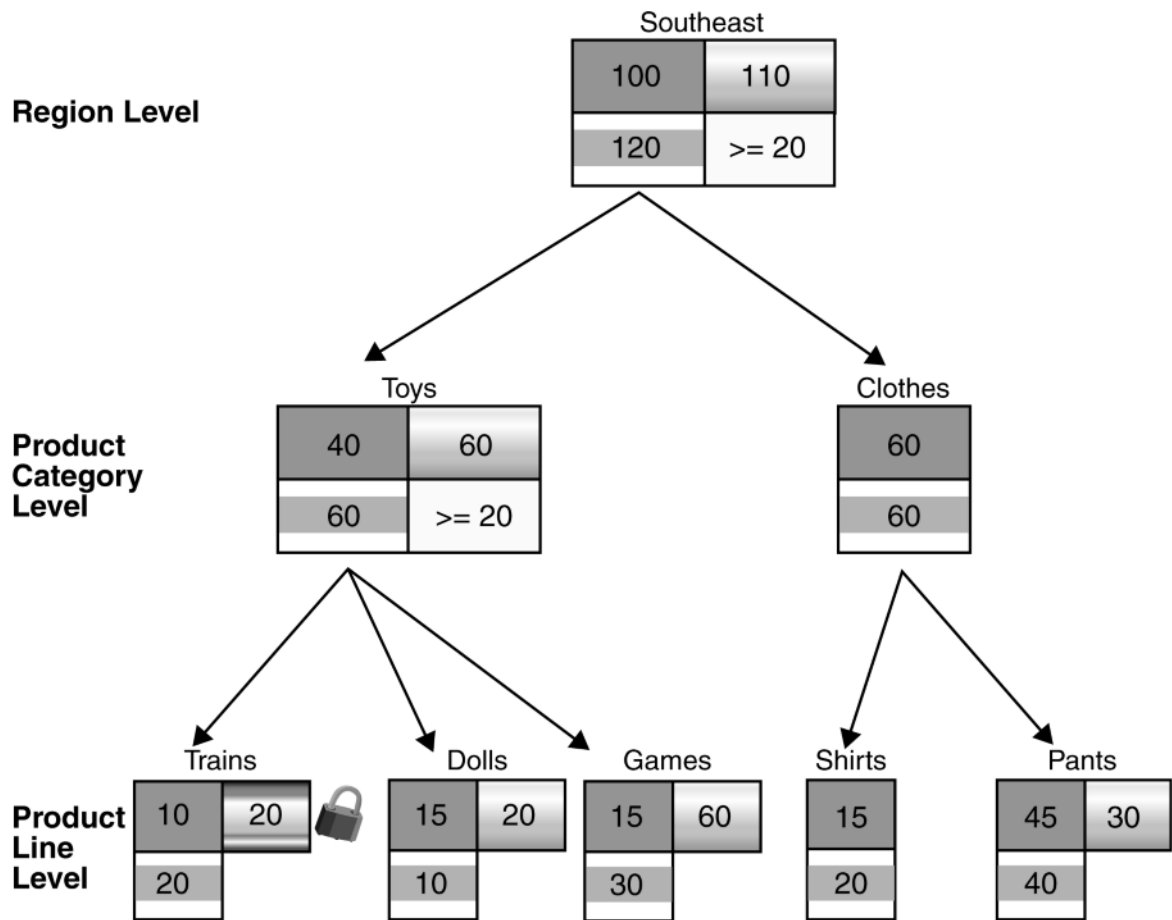 Southeast
Region Level
100 110
120 >= 20
Toys Clothes
Product
Category
Level
40 60 60
60 >= 20 60
Trains Dolls Games Shirts Pants
Product
Line
Level
10 20 15 20 15 60 15 45 30
20 10 30 20 40